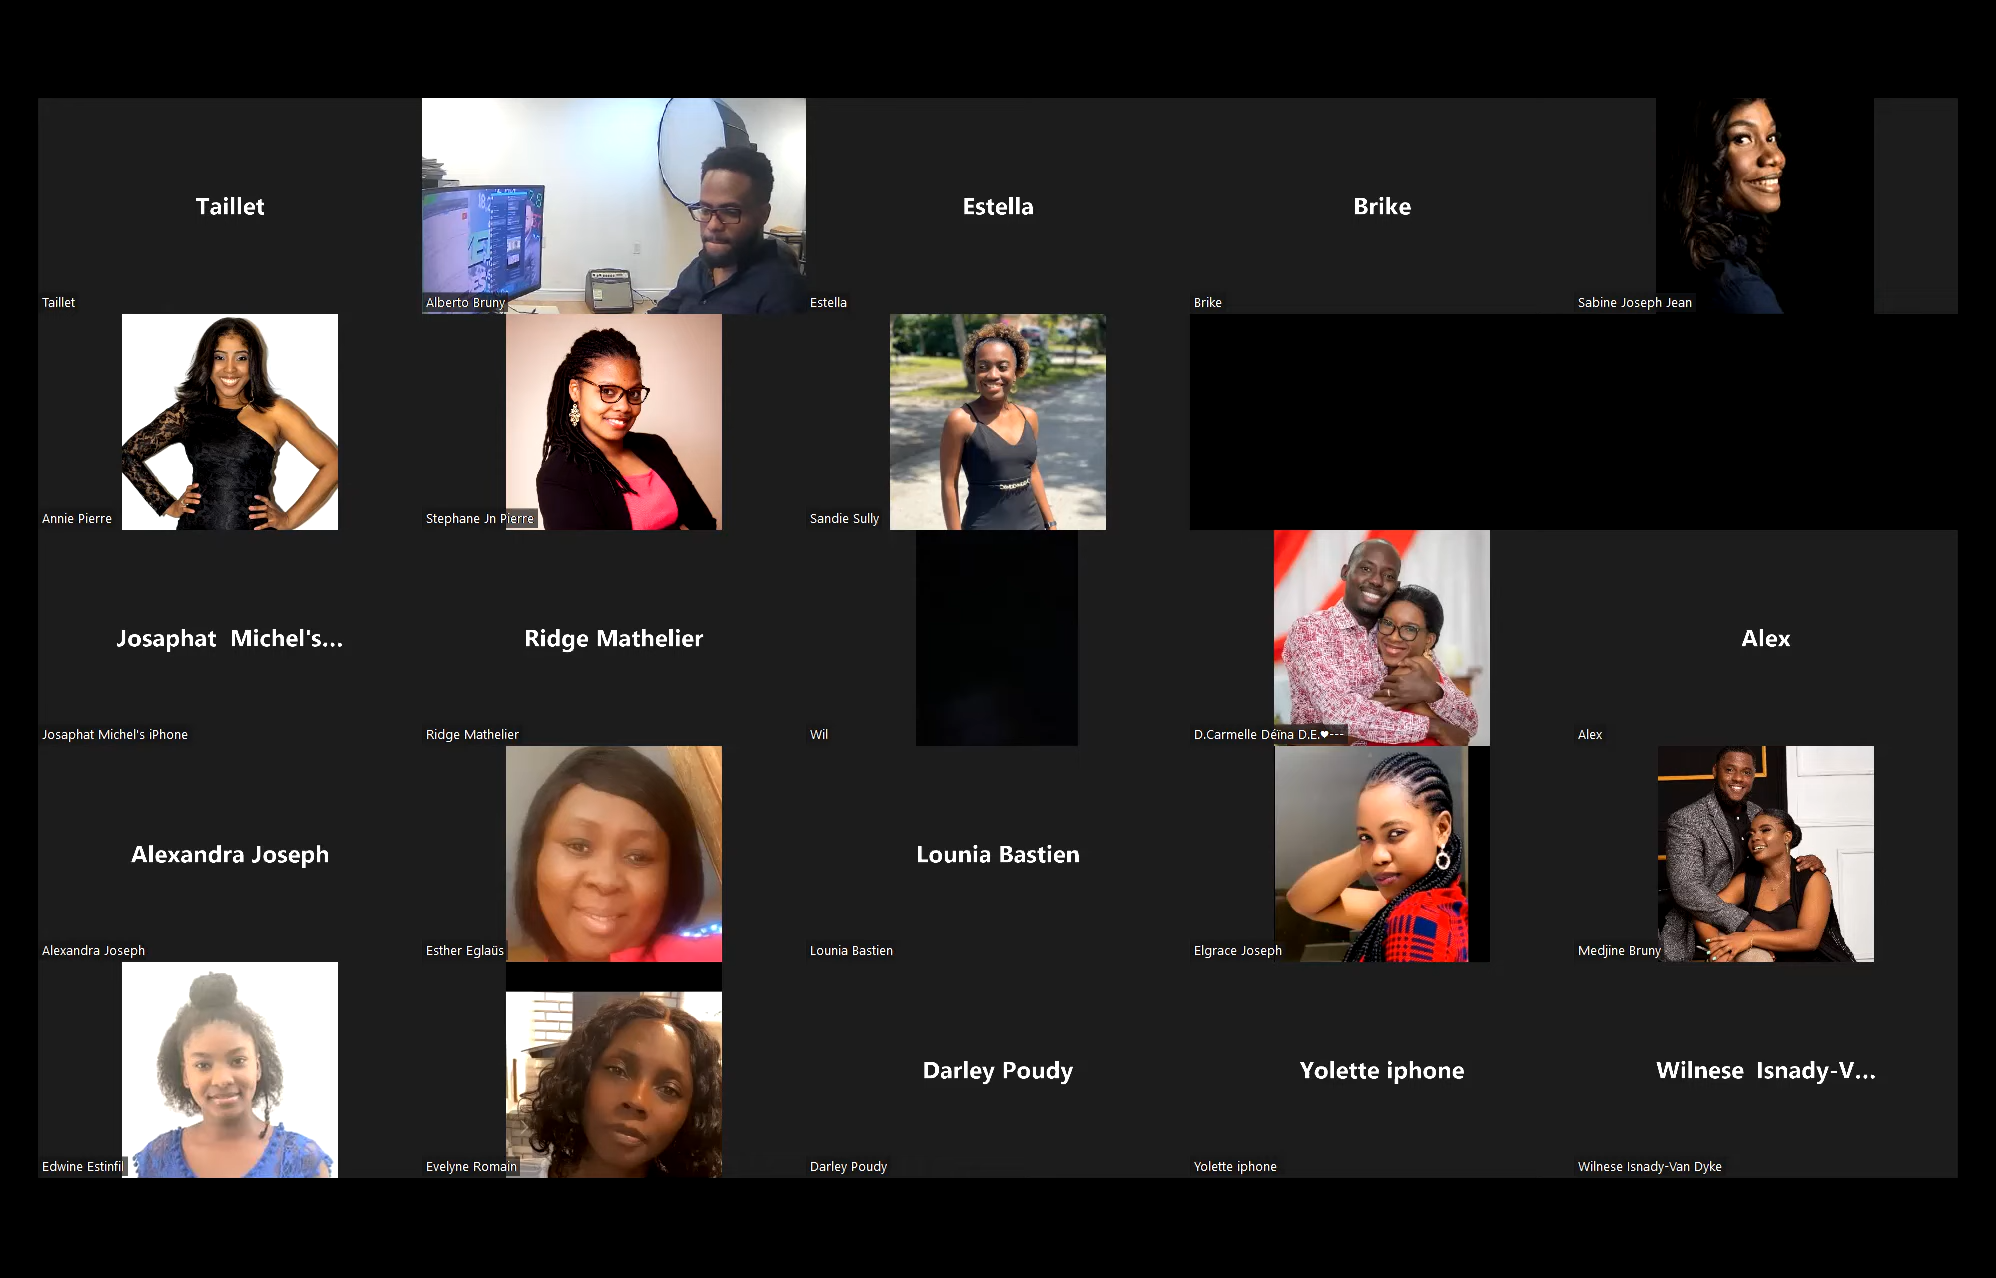 Taillet
Estella
Brike
Taillet
Alberto Bruny
Estella
Brike
Sabine Joseph Jean
Annie Pierre
Stephane Jn Pierre
Sandie Sully
Josaphat  Michel's...
Ridge Mathelier
Alex
Josaphat Michel's iPhone
Ridge Mathelier
Wil
D.Carmelle Déïna D.E.♥---
Alex
Alexandra Joseph
Lounia Bastien
Alexandra Joseph
Esther Eglaüs
Lounia Bastien
Elgrace Joseph
Medjine Bruny
Darley Poudy
Yolette iphone
Wilnese  Isnady-V...
Edwine Estinfil
Evelyne Romain
Darley Poudy
Yolette iphone
Wilnese Isnady-Van Dyke